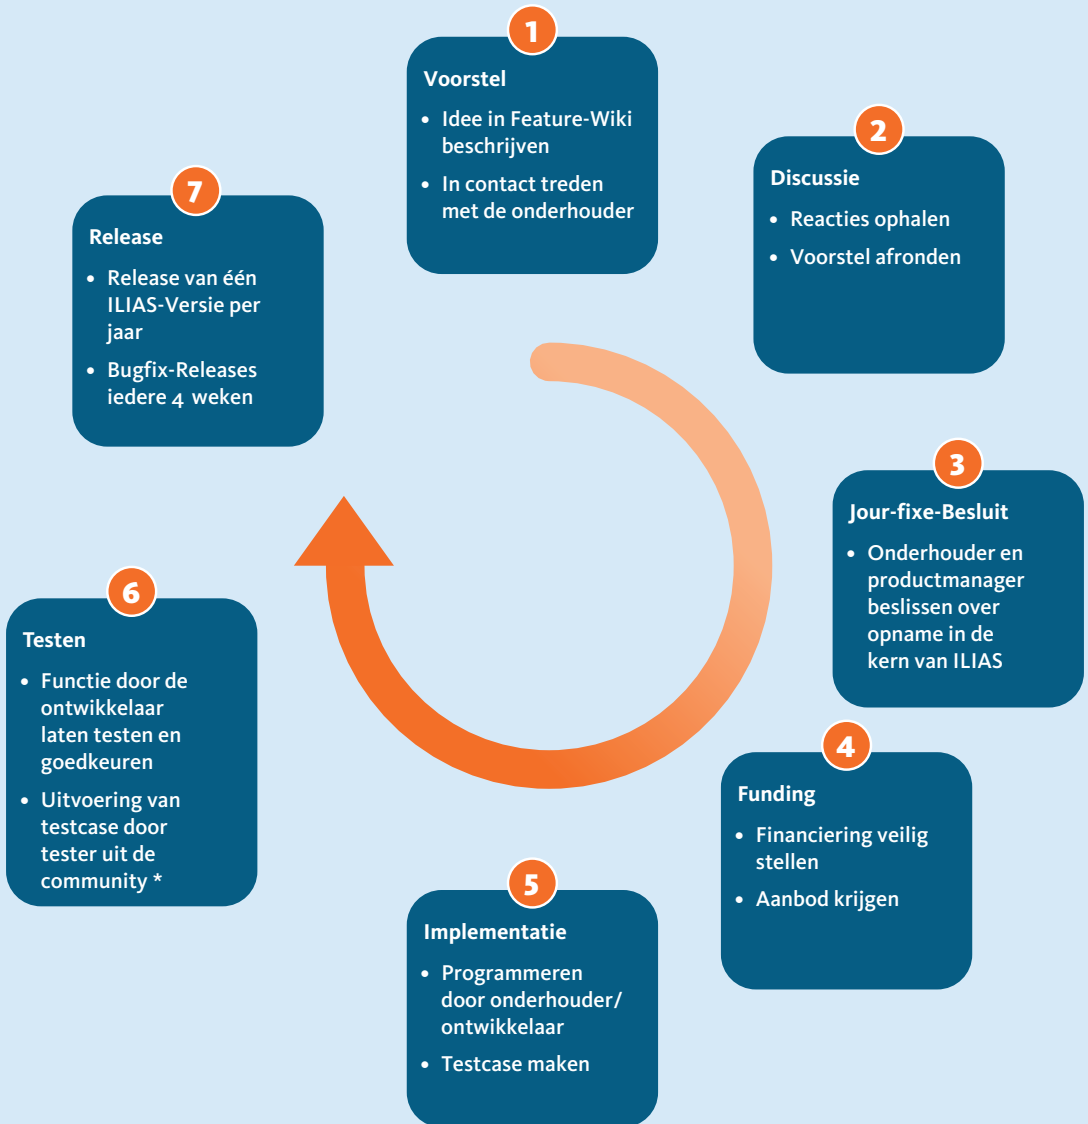 1
Voorstel
• Idee in Feature-Wiki
beschrijven
• In contact treden
met de onderhouder
2
Discussie
• Reacties ophalen
• Voorstel afronden
3
Jour-fixe-Besluit
• Onderhouder en
productmanager
beslissen over
opname in de
kern van ILIAS
4
Funding
• Financiering veilig
stellen
• Aanbod krijgen
5
Implementatie
• Programmeren
door onderhouder/
ontwikkelaar
• Testcase maken
6
Testen
• Functie door de
ontwikkelaar
laten testen en
goedkeuren
• Uitvoering van
testcase door
tester uit de
community *
7
Release
• Release van één
ILIAS-Versie per
jaar
• Bugfix-Releases
iedere 4 weken